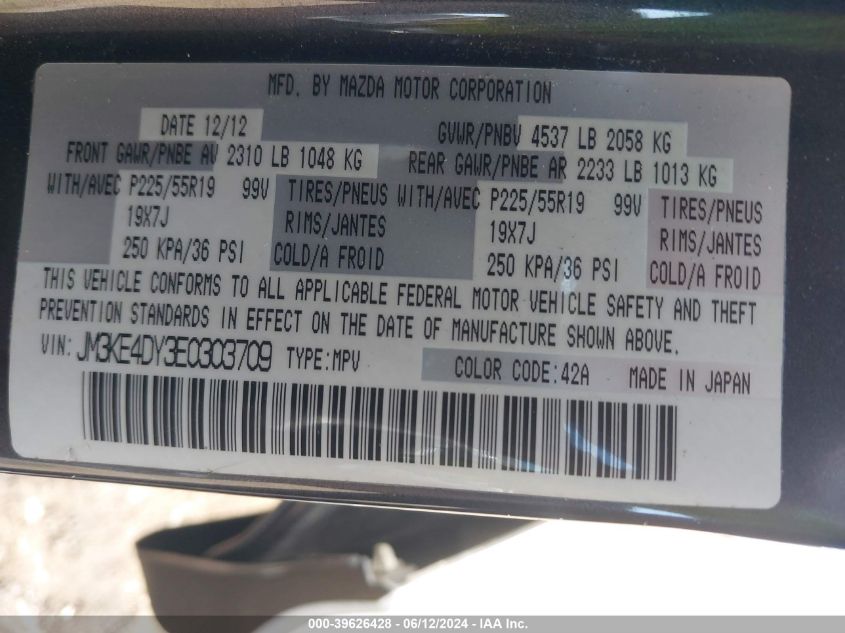 MFD. BY MAZDA MOTOR CORPORATION
DATE 12/12 GVWR/PNBV 4537 LB 2058 KG
FRONT GAWR/PNBE AV 2310 LB 1048 KG REAR GAWR/PNBE AR 2233 LB 1013 KG
WITH/AVEC P225/55R19 99V TIRES/PNEUS WITH/AVEC P225/55R19 99V TIRES/PNEUS
19X7J RIMS/JANTES 19X7J RIMS/JANTES
250 KPA/36 PSI COLD/A FROID 250 KPA/36 PSI COLD/A FROID
THIS VEHICLE CONFORMS TO ALL APPLICABLE FEDERAL MOTOR VEHICLE SAFETY AND THEFT
PREVENTION STANDARDS IN EFFECT ON THE DATE OF MANUFACTURE SHOWN ABOVE.
VIN: JM3KE4DY3E0303709 TYPE:MPV COLOR CODE:42A MADE IN JAPAN
000-39626428 - 06/12/2024 - IAA Inc.